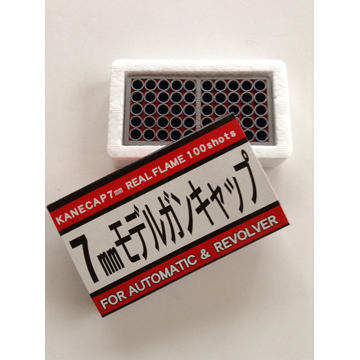 KANECAP 7mm REAL FLAME 100shots
7mmモデルガンキャップ
FOR AUTOMATIC & REVOLVER